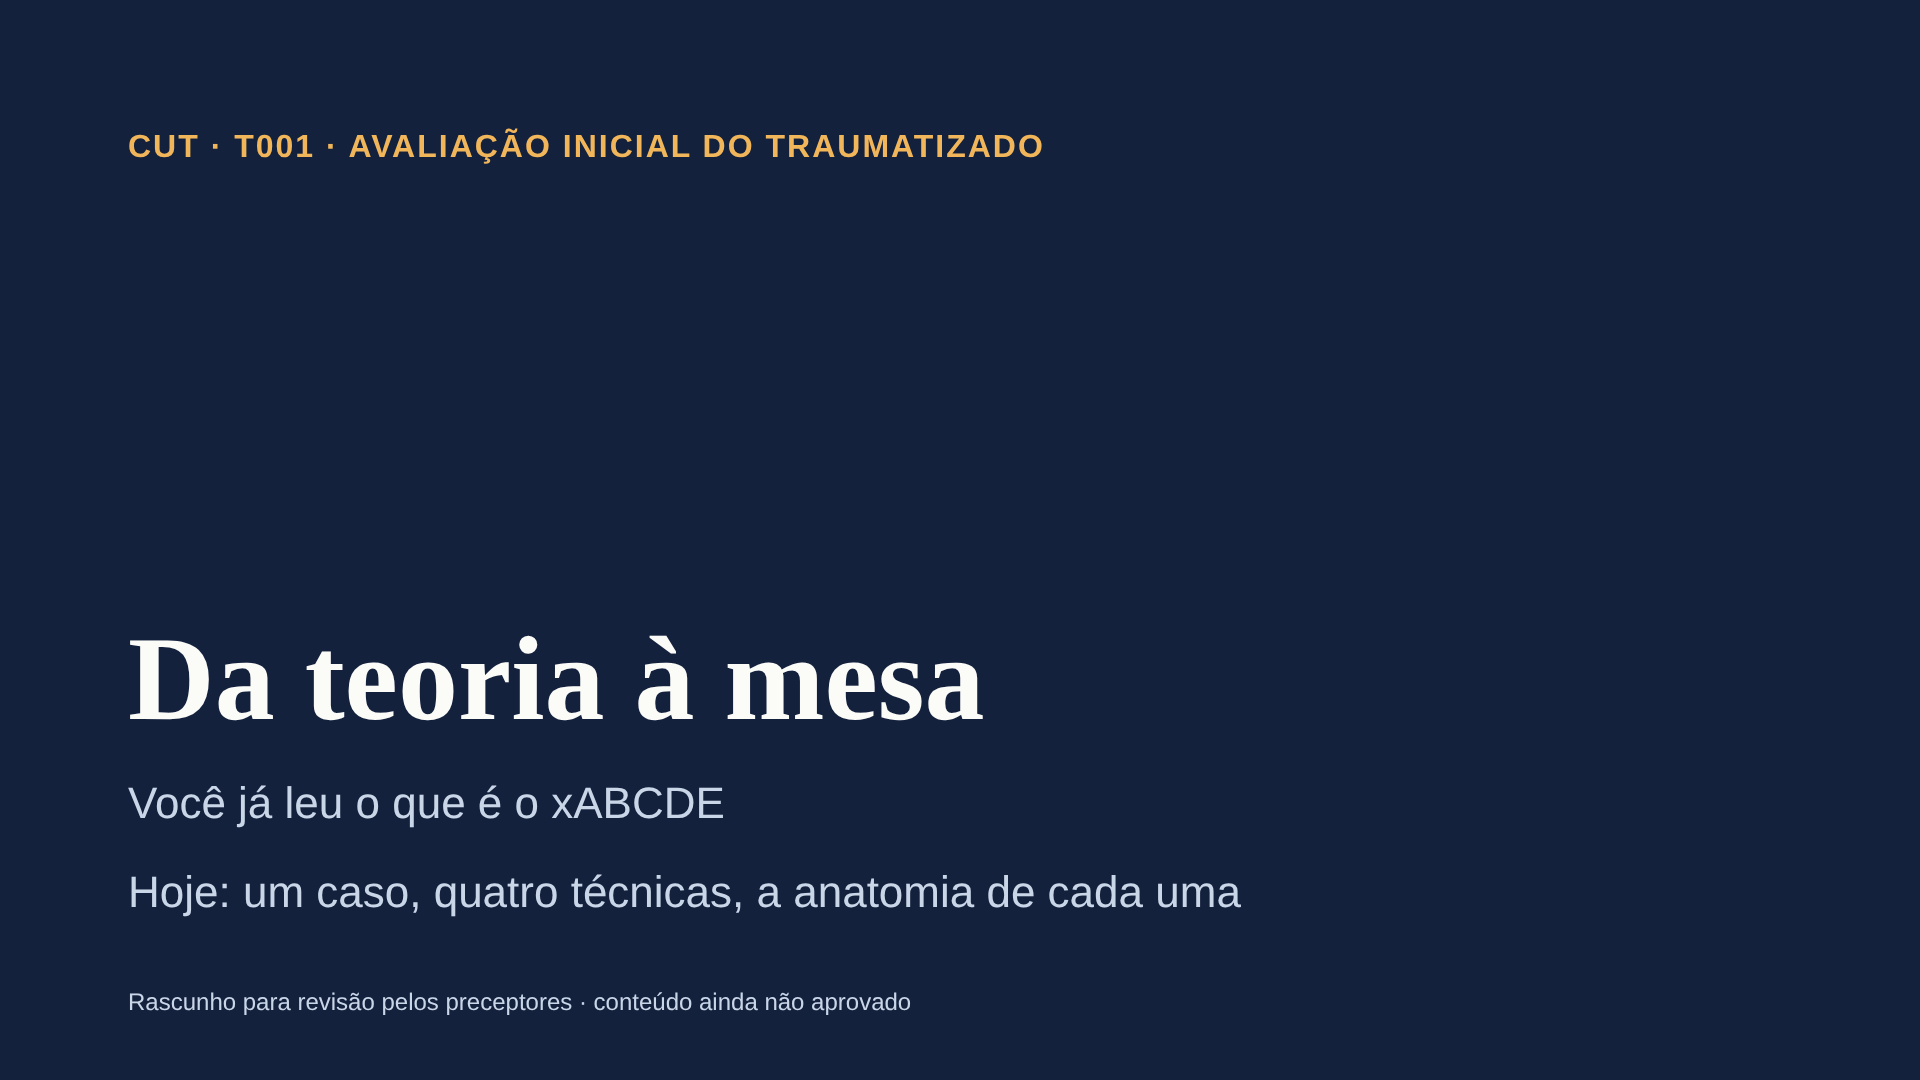 CUT · T001 · AVALIAÇÃO INICIAL DO TRAUMATIZADO
Da teoria à mesa
Você já leu o que é o xABCDE
Hoje: um caso, quatro técnicas, a anatomia de cada uma
Rascunho para revisão pelos preceptores · conteúdo ainda não aprovado